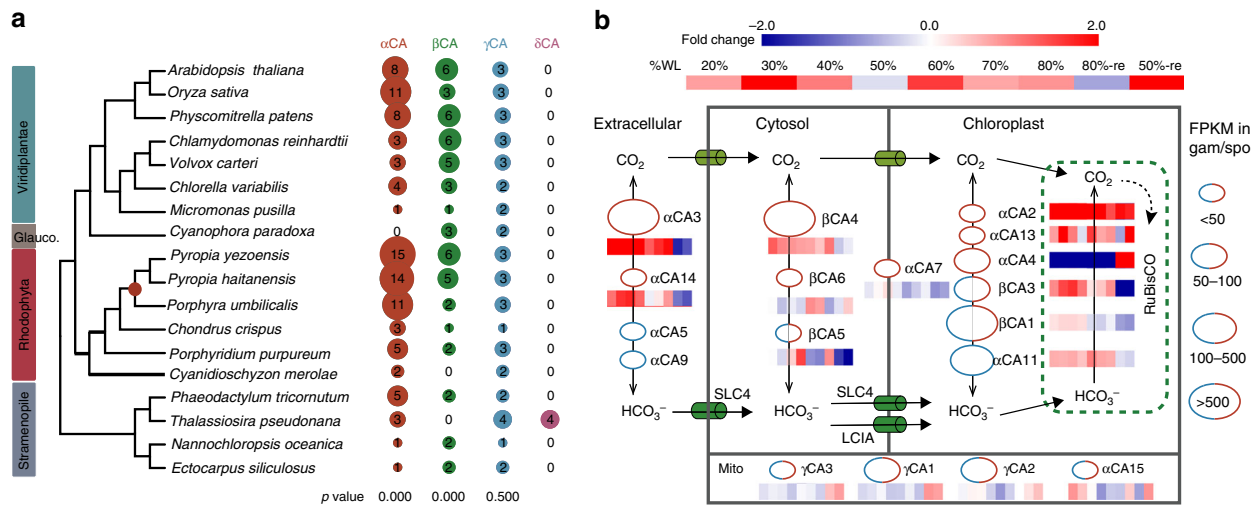 a
αCA βCA γCA δCA
Viridiplantae
Glauco.
Rhodophyta
Stramenopile
Arabidopsis thaliana 8 6 3 0
Oryza sativa 11 3 3 0
Physcomitrella patens 8 6 3 0
Chlamydomonas reinhardtii 3 6 3 0
Volvox carteri 3 5 3 0
Chlorella variabilis 4 3 2 0
Micromonas pusilla 1 1 2 0
Cyanophora paradoxa 0 3 2 0
Pyropia yezoensis 15 6 3 0
Pyropia haitanensis 14 5 3 0
Porphyra umbilicalis 11 2 3 0
Chondrus crispus 3 1 1 0
Porphyridium purpureum 5 2 3 0
Cyanidioschyzon merolae 2 0 2 0
Phaeodactylum tricornutum 5 2 2 0
Thalassiosira pseudonana 3 0 4 4
Nannochloropsis oceanica 1 2 1 0
Ectocarpus siliculosus 1 2 2 0
p value 0.000 0.000 0.500
b
−2.0 0.0 2.0
Fold change
%WL 20% 30% 40% 50% 60% 70% 80% 80%-re 50%-re
Extracellular Cytosol Chloroplast
CO2 CO2 CO2
CO2
αCA3
αCA14
αCA5
αCA9
HCO3−
SLC4
βCA4
βCA6
βCA5
HCO3−
αCA7
SLC4
LCIA
αCA2
αCA13
αCA4
βCA3
βCA1
αCA11
HCO3−
HCO3−
RuBisCO
Mito γCA3 γCA1 γCA2 αCA15
FPKM in
gam/spo
<50
50–100
100–500
>500